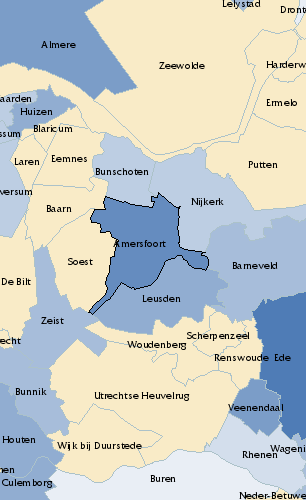 Lelystad
Dront
Almere
Zeewolde
Harderw
Ermelo
aarden
Huizen
ssum
Blaricum
Laren
Eemnes
Putten
Bunschoten
versum
Nijkerk
Baarn
Amersfoort
Soest
Barneveld
De Bilt
Leusden
Zeist
Scherpenzeel
echt
Woudenberg
Renswoude
Ede
Bunnik
Utrechtse Heuvelrug
Veenendaal
Houten
Wijk bij Duurstede
Wageni
Rhenen
nen
Buren
Culemborg
Neder-Betuwe